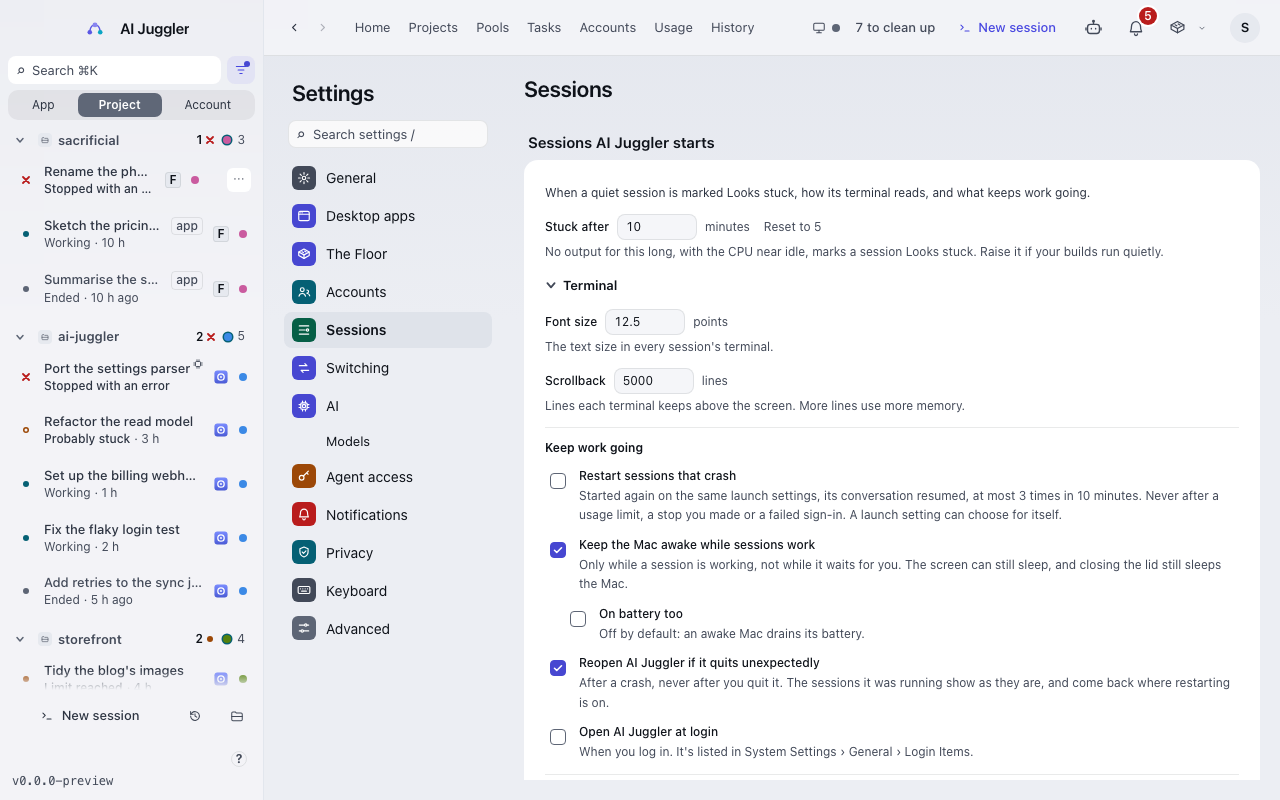 AI Juggler
Search ⌘K
App Project Account
sacrificial 1 3
Rename the ph... F
Stopped with an ...
Sketch the pricin... app F
Working · 10 h
Summarise the s... app F
Ended · 10 h ago
ai-juggler 2 5
Port the settings parser
Stopped with an error
Refactor the read model
Probably stuck · 3 h
Set up the billing webh...
Working · 1 h
Fix the flaky login test
Working · 2 h
Add retries to the sync j...
Ended · 5 h ago
storefront 2 4
Tidy the blog's images
Limit reached · 4 h
New session
?
v0.0.0-preview
Home Projects Pools Tasks Accounts Usage History 7 to clean up New session 5 S
Settings
Search settings /
General
Desktop apps
The Floor
Accounts
Sessions
Switching
AI
Models
Agent access
Notifications
Privacy
Keyboard
Advanced
Sessions
Sessions AI Juggler starts
When a quiet session is marked Looks stuck, how its terminal reads, and what keeps work going.
Stuck after 10 minutes Reset to 5
No output for this long, with the CPU near idle, marks a session Looks stuck. Raise it if your builds run quietly.
Terminal
Font size 12.5 points
The text size in every session's terminal.
Scrollback 5000 lines
Lines each terminal keeps above the screen. More lines use more memory.
Keep work going
Restart sessions that crash
Started again on the same launch settings, its conversation resumed, at most 3 times in 10 minutes. Never after a
usage limit, a stop you made or a failed sign-in. A launch setting can choose for itself.
Keep the Mac awake while sessions work
Only while a session is working, not while it waits for you. The screen can still sleep, and closing the lid still sleeps
the Mac.
On battery too
Off by default: an awake Mac drains its battery.
Reopen AI Juggler if it quits unexpectedly
After a crash, never after you quit it. The sessions it was running show as they are, and come back where restarting
is on.
Open AI Juggler at login
When you log in. It's listed in System Settings › General › Login Items.